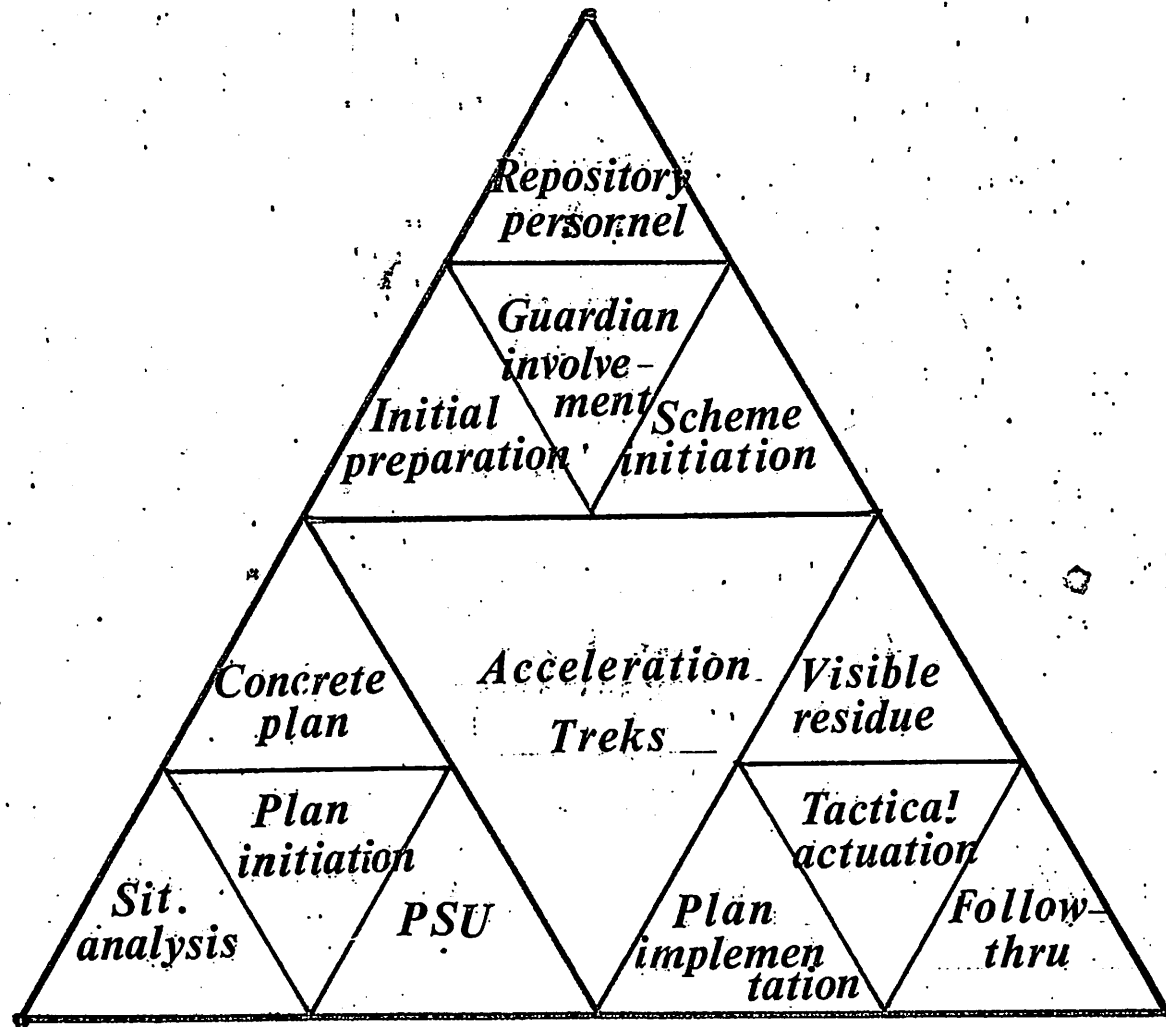 Repository
personnel
Guardian
involve-
ment
Initial
preparation
Scheme
initiation
Acceleration
Treks
Concrete
plan
Plan
initiation
Sit.
analysis
PSU
Visible
residue
Tactical
actuation
Plan
implemen
tation
Follow-
thru